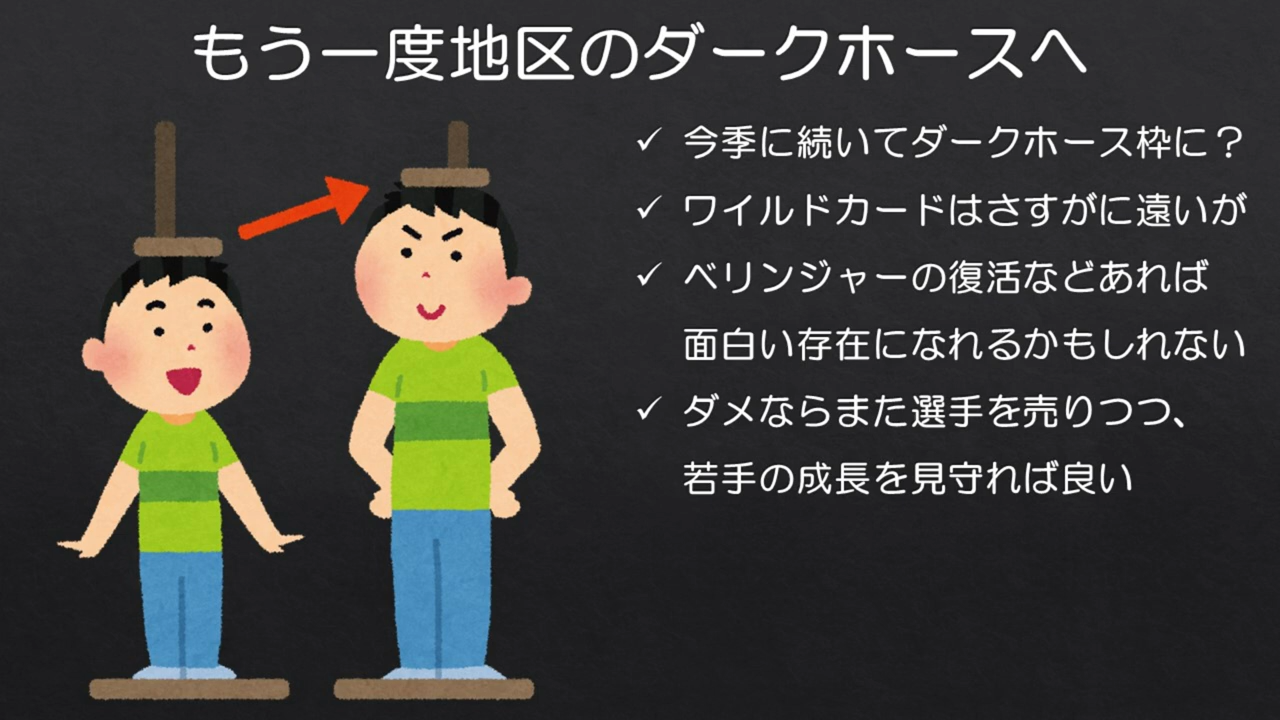 もう一度地区のダークホースへ
✓ 今季に続いてダークホース枠に？
✓ ワイルドカードはさすがに遠いが
✓ ベリンジャーの復活などあれば
面白い存在になれるかもしれない
✓ ダメならまた選手を売りつつ、
若手の成長を見守れば良い